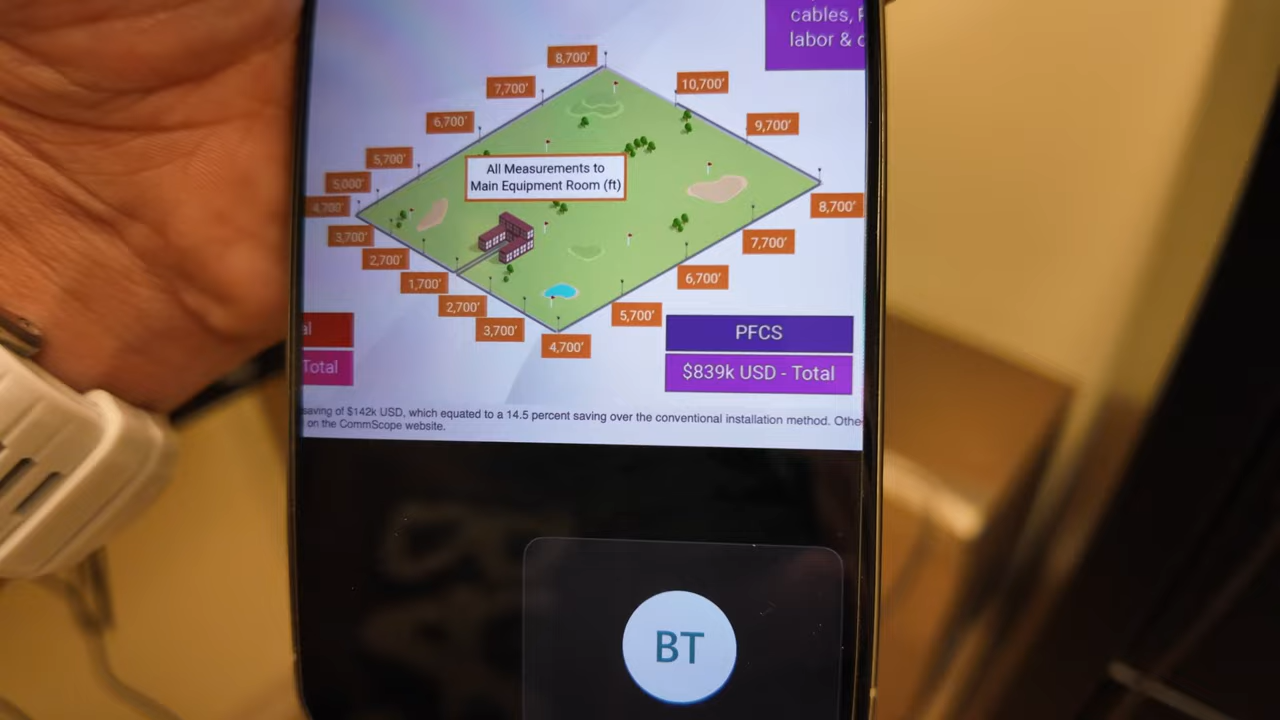 cables,
labor &
8,700'
7,700'
10,700'
6,700'
9,700'
5,700'
All Measurements to
Main Equipment Room (ft)
5,000'
4,700'
8,700'
3,700'
7,700'
2,700'
6,700'
1,700'
2,700'
5,700'
3,700'
4,700'
PFCS
Total
$839k USD - Total
saving of $142k USD, which equated to a 14.5 percent saving over the conventional installation method.
on the CommScope website.
BT